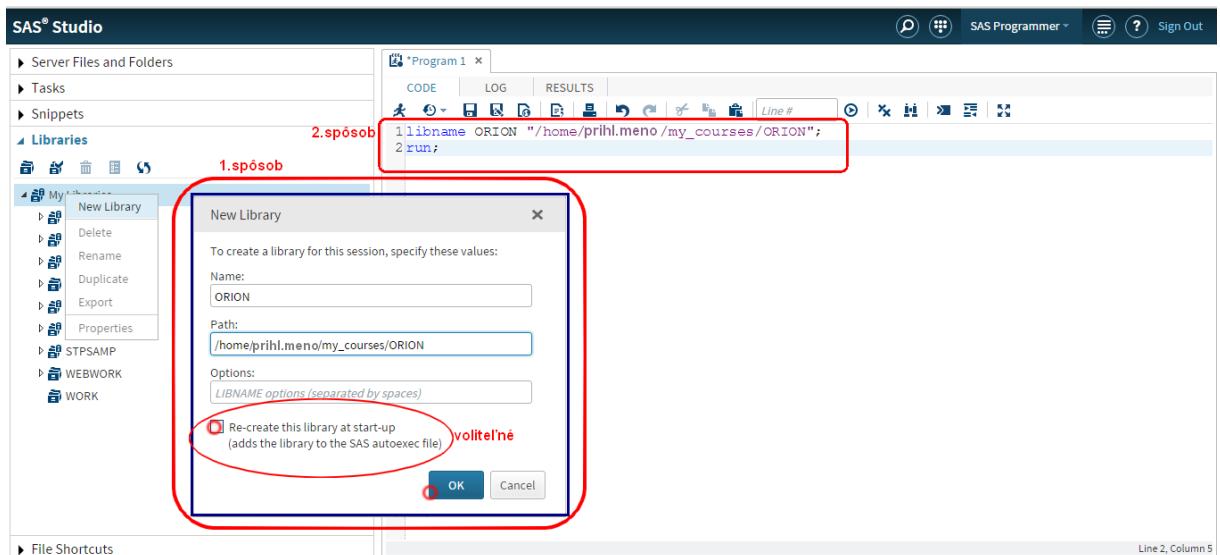 SAS® Studio
SAS Programmer
Sign Out
Server Files and Folders
Tasks
Snippets
Libraries
1.spôsob
My Libraries
New Library
Delete
Rename
Duplicate
Export
Properties
STPSAMP
WEBWORK
WORK
File Shortcuts
*Program 1
CODE LOG RESULTS
Line #
2.spôsob
1 libname ORION "/home/prihl.meno /my_courses/ORION";
2 run;
New Library
To create a library for this session, specify these values:
Name:
ORION
Path:
/home/prihl.meno/my_courses/ORION
Options:
LIBNAME options (separated by spaces)
Re-create this library at start-up
(adds the library to the SAS autoexec file)
voliteľné
OK Cancel
Line 2, Column 5